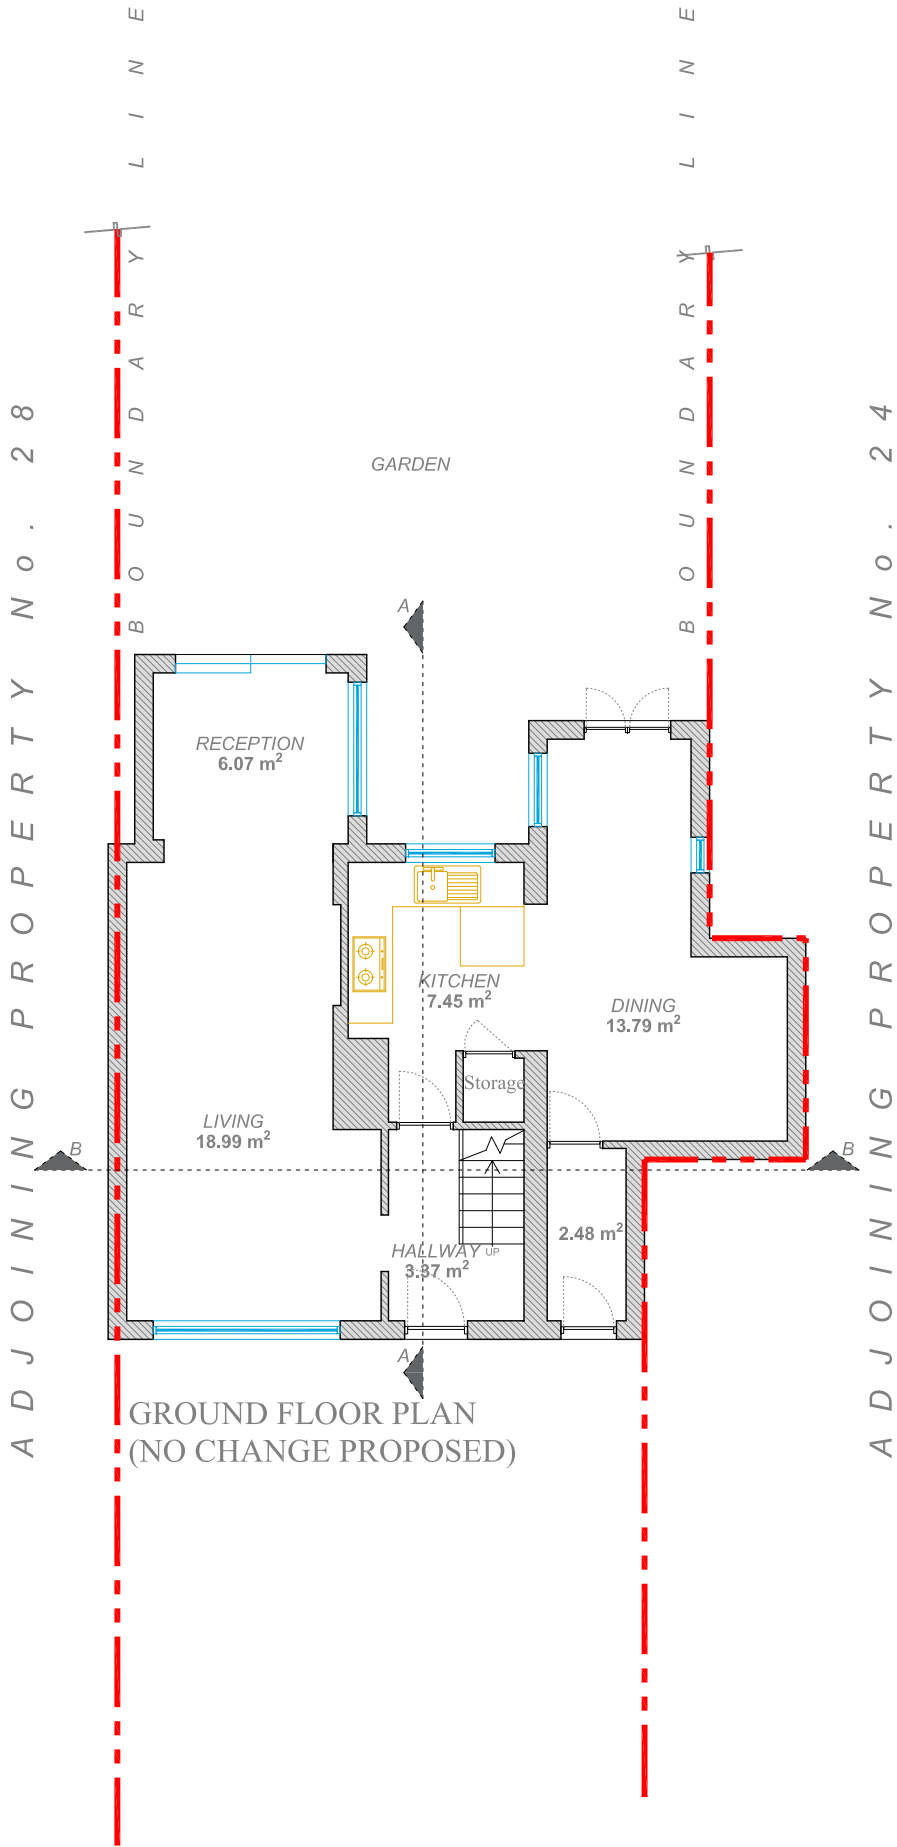 BOUNDARY LINE
BOUNDARY LINE
ADJOINING PROPERTY No. 28
ADJOINING PROPERTY No. 24
GARDEN
A
RECEPTION
6.07 m²
KITCHEN
7.45 m²
DINING
13.79 m²
Storage
LIVING
18.99 m²
B
B
2.48 m²
HALLWAY
UP
3.37 m²
A
GROUND FLOOR PLAN
(NO CHANGE PROPOSED)